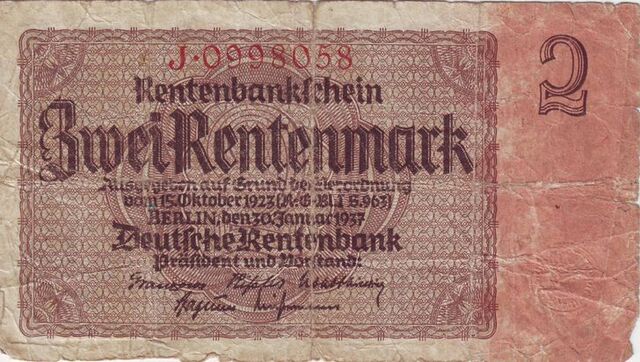 J·0998058
2
Rentenbankschein
Zwei Rentenmark
Ausgegeben auf Grund der Verordnung
vom 15. Oktober 1923 (R.G.Bl.I S.963)
BERLIN, den 30. Januar 1937
Deutsche Rentenbank
Präsident und Vorstand: